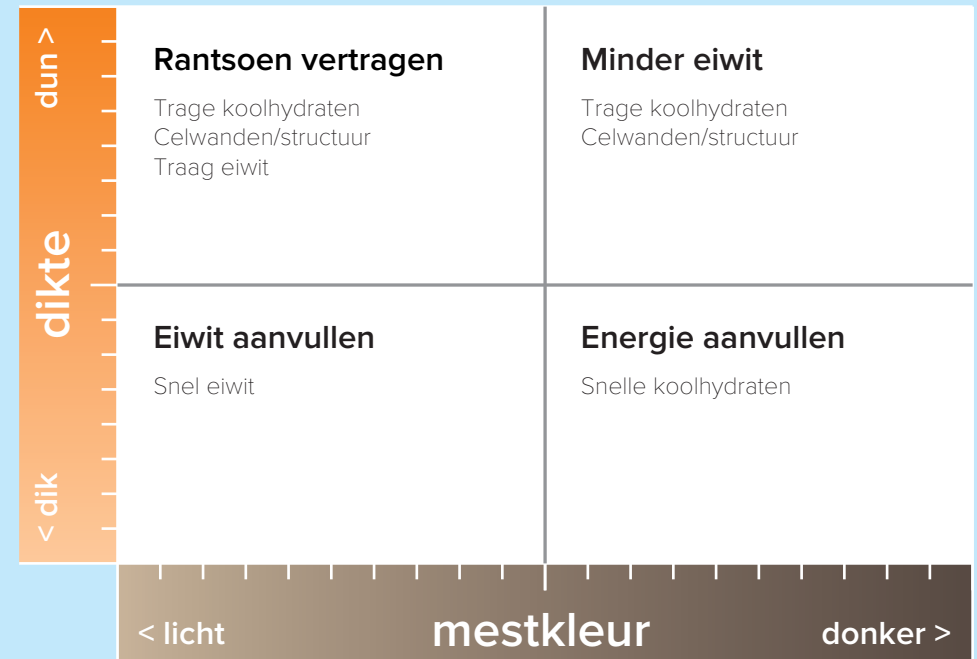 dun >
dikte
< dik
Rantsoen vertragen
Trage koolhydraten
Celwanden/structuur
Traag eiwit
Minder eiwit
Trage koolhydraten
Celwanden/structuur
Eiwit aanvullen
Snel eiwit
Energie aanvullen
Snelle koolhydraten
< licht
mestkleur
donker >